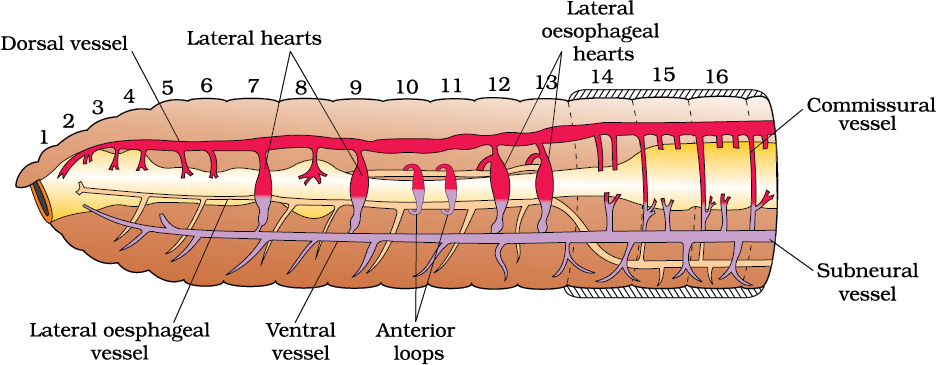 Lateral
oesophageal
hearts
Lateral hearts
Dorsal vessel
1 2 3 4 5 6 7 8 9 10 11 12 13 14 15 16
Commissural
vessel
Subneural
vessel
Lateral oesphageal
vessel
Ventral
vessel
Anterior
loops